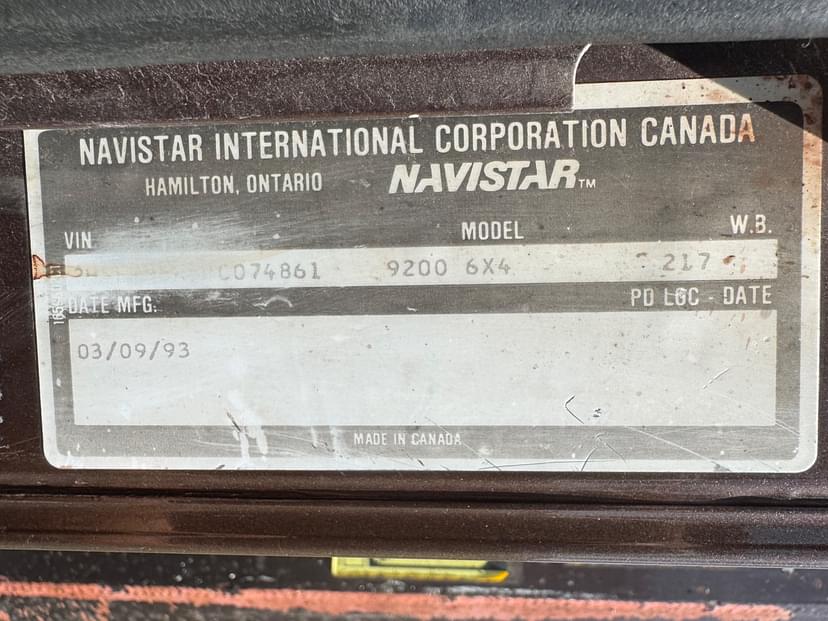 NAVISTAR INTERNATIONAL CORPORATION CANADA
HAMILTON, ONTARIO NAVISTAR™
VIN MODEL W.B.
C074861 9200 6X4 217
DATE MFG. PD LOC - DATE
03/09/93
MADE IN CANADA